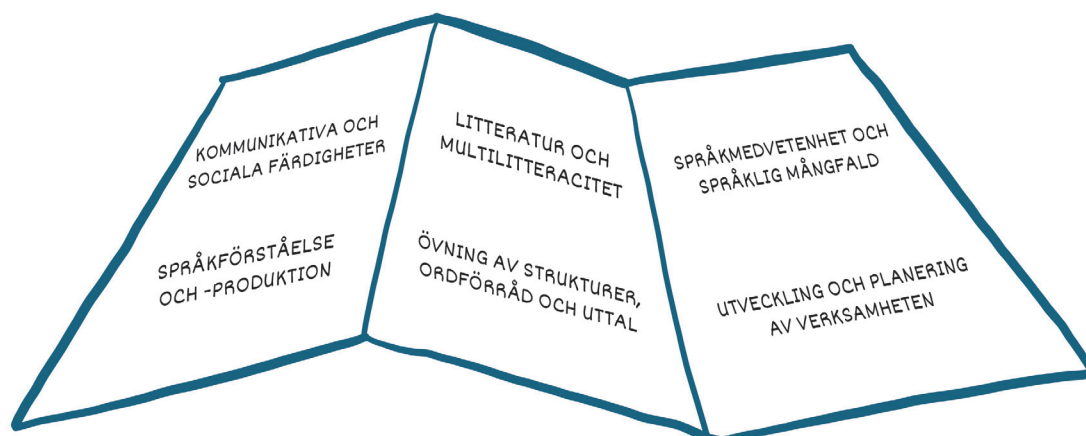 KOMMUNIKATIVA OCH
SOCIALA FÄRDIGHETER
SPRÅKFÖRSTÅELSE
OCH -PRODUKTION
LITTERATUR OCH
MULTILITTERACITET
ÖVNING AV STRUKTURER,
ORDFÖRRÅD OCH UTTAL
SPRÅKMEDVETENHET OCH
SPRÅKLIG MÅNGFALD
UTVECKLING OCH PLANERING
AV VERKSAMHETEN